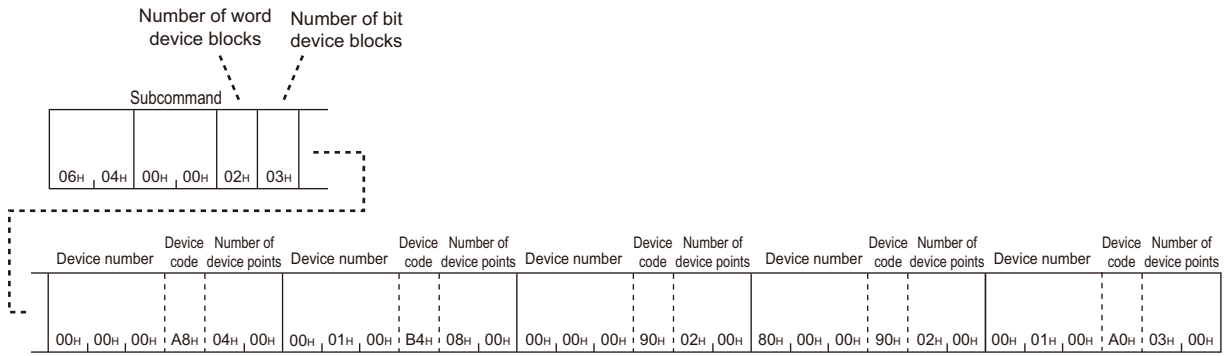 Number of word Number of bit
device blocks device blocks
Subcommand
06H 04H 00H 00H 02H 03H
Device Number of Device Number of Device Number of Device Number of Device Number of
Device number code device points Device number code device points Device number code device points Device number code device points Device number code device points
00H 00H 00H A8H 04H 00H 00H 01H 00H B4H 08H 00H 00H 00H 00H 90H 02H 00H 80H 00H 00H 90H 02H 00H 00H 01H 00H A0H 03H 00H